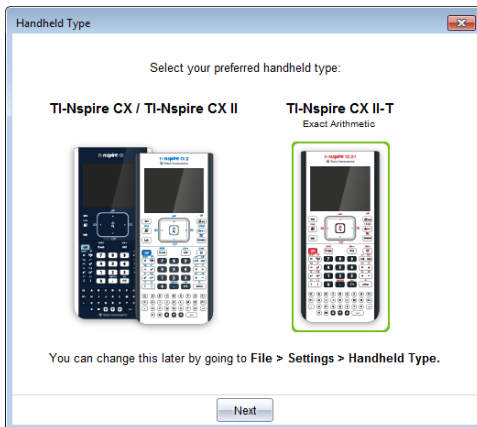 Handheld Type
Select your preferred handheld type:
TI-Nspire CX / TI-Nspire CX II
TI-Nspire CX II-T
Exact Arithmetic
You can change this later by going to File > Settings > Handheld Type.
Next